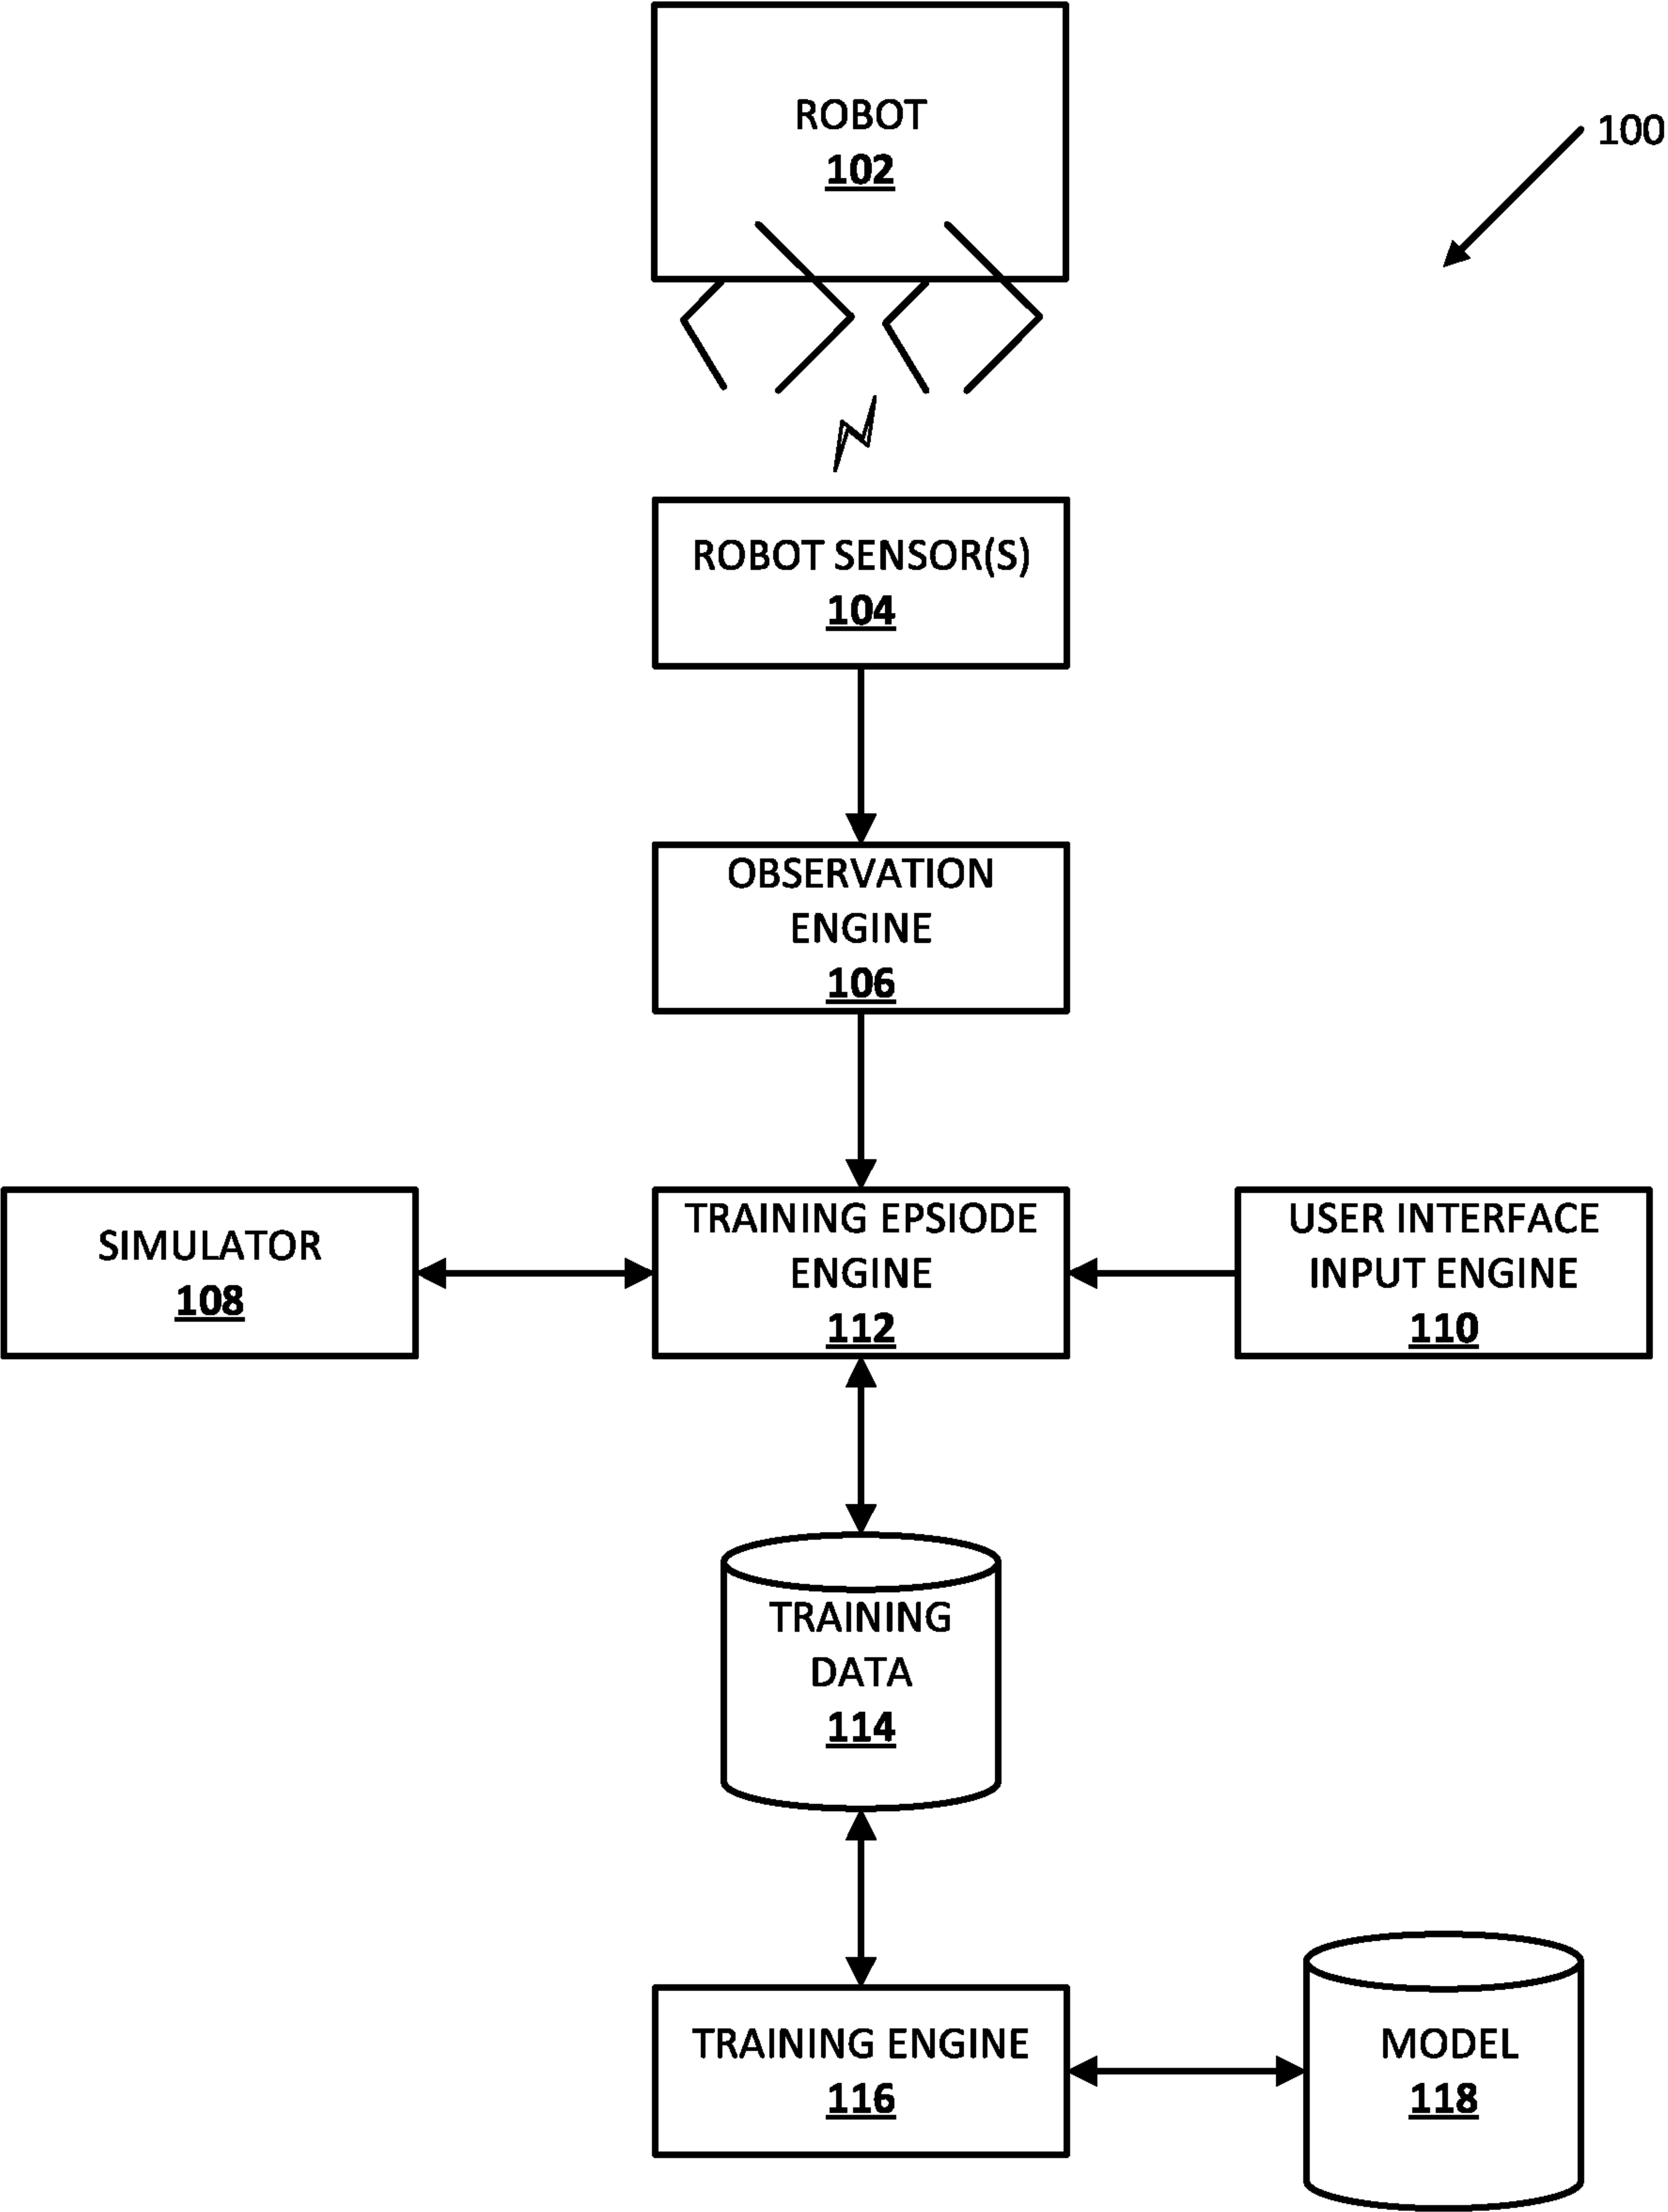 ROBOT
102
100
ROBOT SENSOR(S)
104
OBSERVATION
ENGINE
106
SIMULATOR
108
TRAINING EPSIODE
ENGINE
112
USER INTERFACE
INPUT ENGINE
110
TRAINING
DATA
114
TRAINING ENGINE
116
MODEL
118